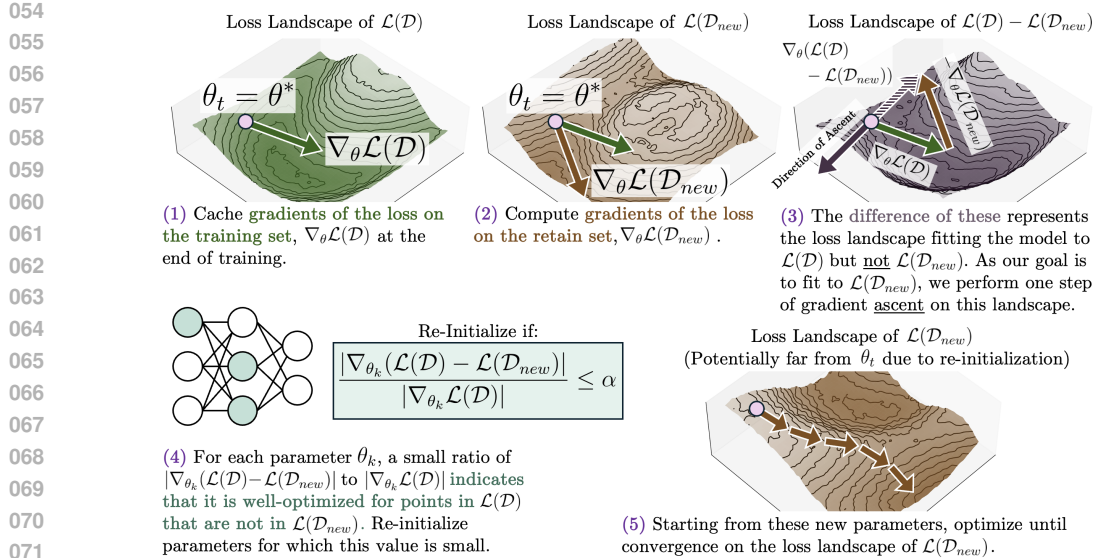 054
055
056
057
058
059
060
061
062
063
064
065
066
067
068
069
070
071
Loss Landscape of ℒ(𝒟)
θ_t = θ*
∇_θℒ(𝒟)
(1) Cache gradients of the loss on
the training set, ∇_θℒ(𝒟) at the
end of training.
Loss Landscape of ℒ(𝒟_new)
θ_t = θ*
∇_θℒ(𝒟_new)
(2) Compute gradients of the loss
on the retain set, ∇_θℒ(𝒟_new) .
Loss Landscape of ℒ(𝒟) − ℒ(𝒟_new)
∇_θ(ℒ(𝒟)
− ℒ(𝒟_new))
−∇_θℒ(𝒟_new)
∇_θℒ(𝒟)
Direction of Ascent
(3) The difference of these represents
the loss landscape fitting the model to
ℒ(𝒟) but not ℒ(𝒟_new). As our goal is
to fit to ℒ(𝒟_new), we perform one step
of gradient ascent on this landscape.
Re-Initialize if:
|∇_{θ_k}(ℒ(𝒟) − ℒ(𝒟_new)|
|∇_{θ_k}ℒ(𝒟)|
≤ α
(4) For each parameter θ_k, a small ratio of
|∇_{θ_k}(ℒ(𝒟)−ℒ(𝒟_new)| to |∇_{θ_k}ℒ(𝒟)| indicates
that it is well-optimized for points in ℒ(𝒟)
that are not in ℒ(𝒟_new). Re-initialize
parameters for which this value is small.
Loss Landscape of ℒ(𝒟_new)
(Potentially far from θ_t due to re-initialization)
(5) Starting from these new parameters, optimize until
convergence on the loss landscape of ℒ(𝒟_new).